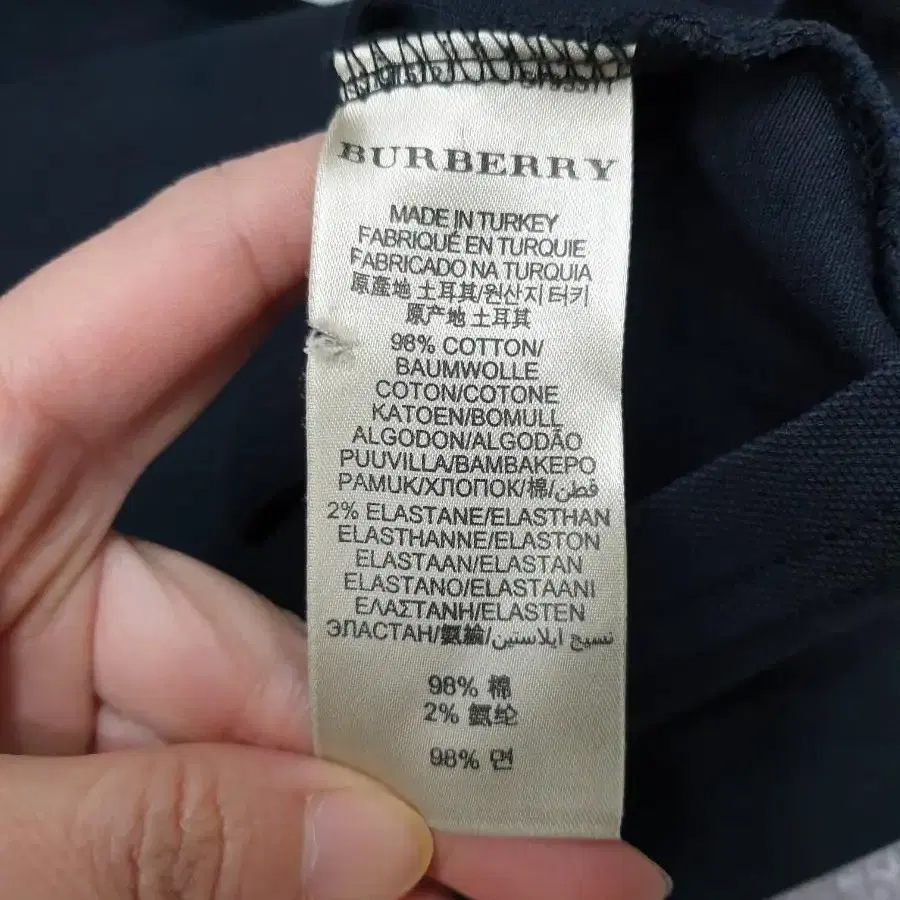 BURBERRY
MADE IN TURKEY
FABRIQUÉ EN TURQUIE
FABRICADO NA TURQUIA
原產地 土耳其/원산지 터키
原产地 土耳其
98% COTTON/
BAUMWOLLE
COTON/COTONE
KATOEN/BOMULL
ALGODON/ALGODÃO
PUUVILLA/ΒΑΜΒΑΚΕΡΟ
PAMUK/ХЛОПОК/棉/قطن
2% ELASTANE/ELASTHAN
ELASTHANNE/ELASTON
ELASTAAN/ELASTAN
ELASTANO/ELASTAANI
ΕΛΑΣΤΑΝΗ/ELASTEN
ЭЛАСТАН/氨綸/نسيج ايلاستين
98% 棉
2% 氨纶
98% 면